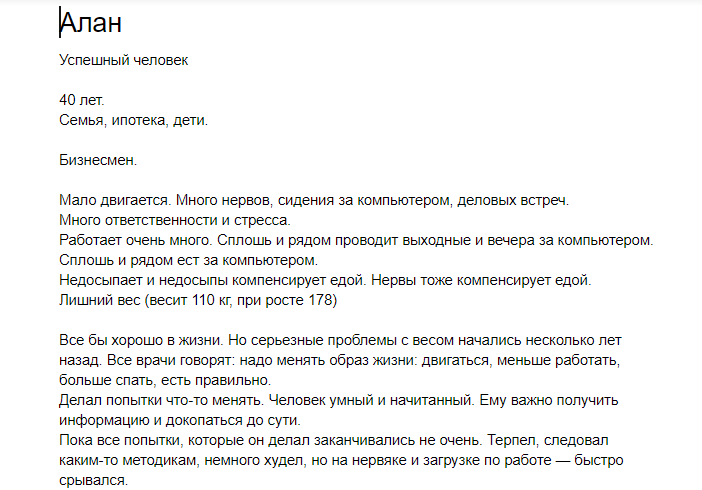 Алан
Успешный человек
40 лет.
Семья, ипотека, дети.
Бизнесмен.
Мало двигается. Много нервов, сидения за компьютером, деловых встреч.
Много ответственности и стресса.
Работает очень много. Сплошь и рядом проводит выходные и вечера за компьютером.
Сплошь и рядом ест за компьютером.
Недосыпает и недосыпы компенсирует едой. Нервы тоже компенсирует едой.
Лишний вес (весит 110 кг, при росте 178)
Все бы хорошо в жизни. Но серьезные проблемы с весом начались несколько лет
назад. Все врачи говорят: надо менять образ жизни: двигаться, меньше работать,
больше спать, есть правильно.
Делал попытки что-то менять. Человек умный и начитанный. Ему важно получить
информацию и докопаться до сути.
Пока все попытки, которые он делал заканчивались не очень. Терпел, следовал
каким-то методикам, немного худел, но на нервяке и загрузке по работе — быстро
срывался.